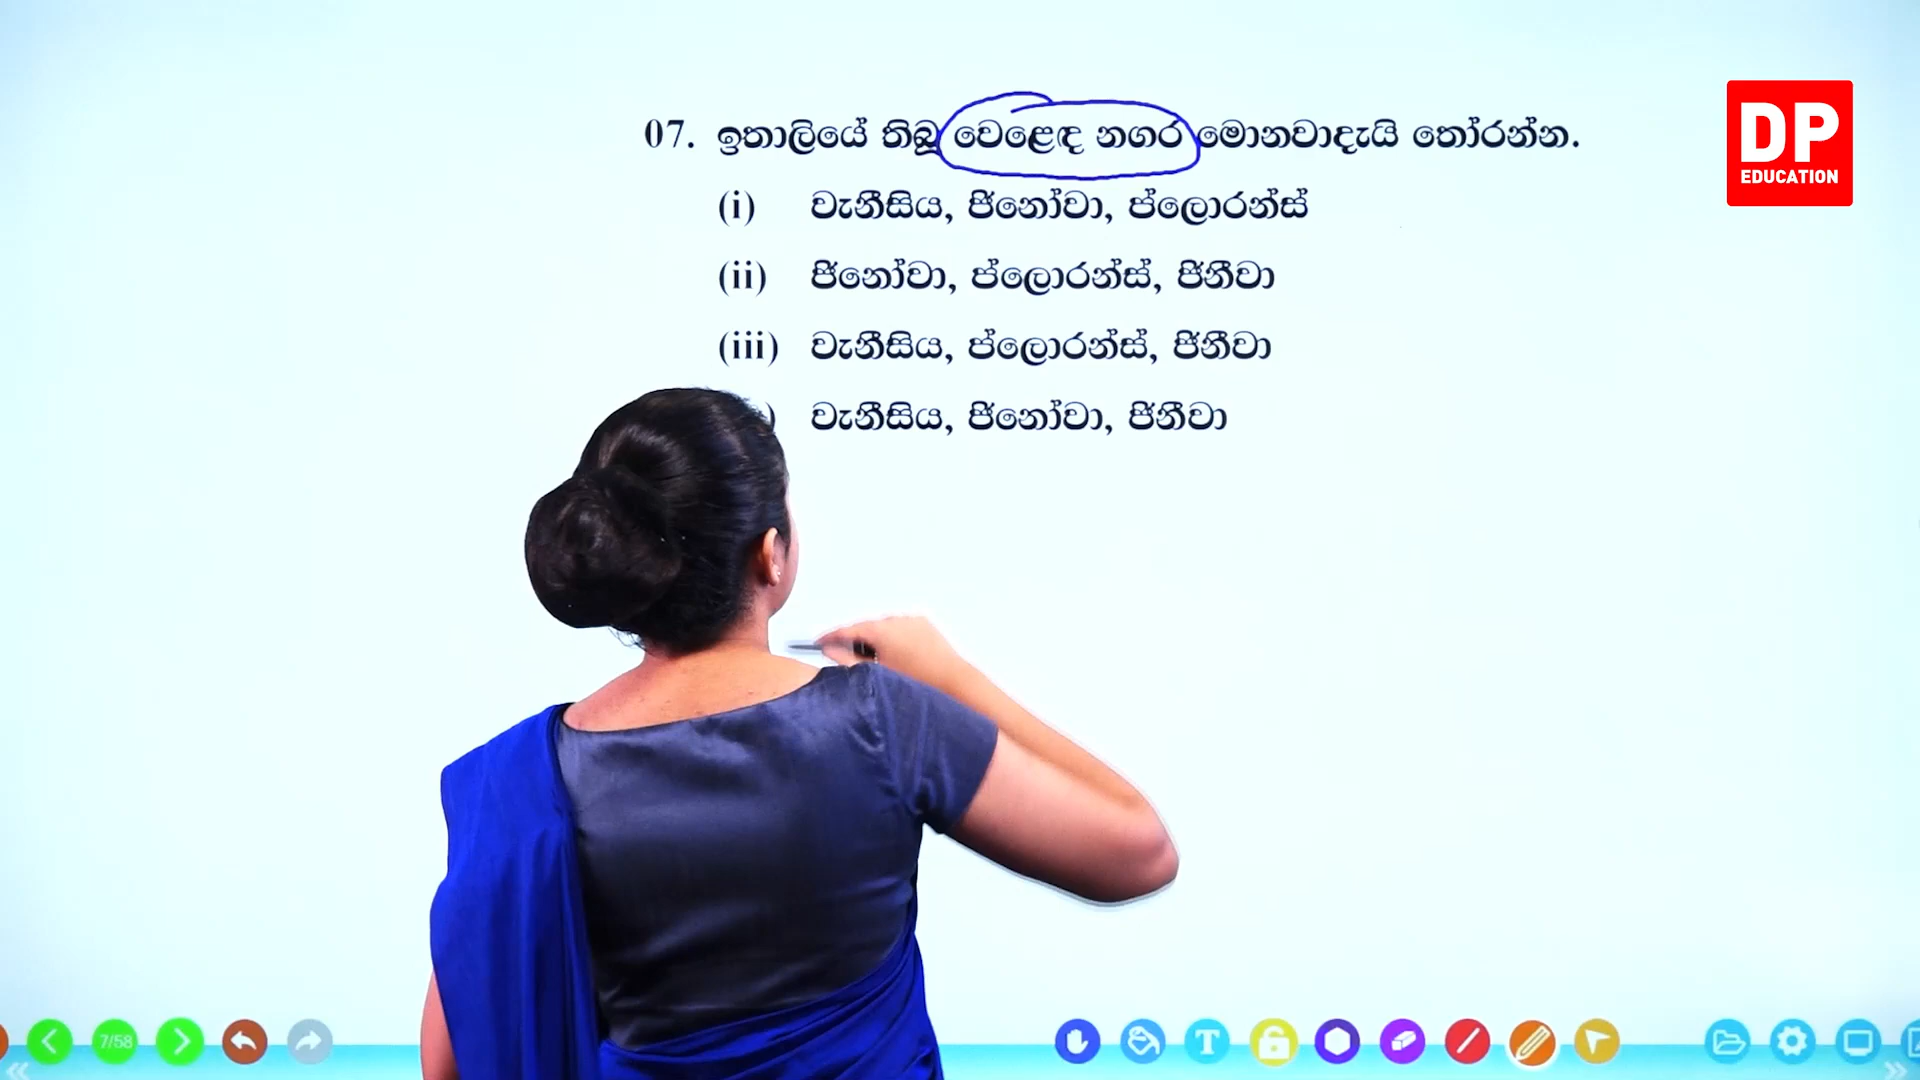 07. ඉතාලියේ තිබූ වෙළෙඳ නගර මොනවාදැයි තෝරන්න.
(i) වැනීසිය, ජිනෝවා, ප්ලොරන්ස්
(ii) ජිනෝවා, ප්ලොරන්ස්, ජිනීවා
(iii) වැනීසිය, ප්ලොරන්ස්, ජිනීවා
) වැනීසිය, ජිනෝවා, ජිනීවා
DP
EDUCATION
7/58
T